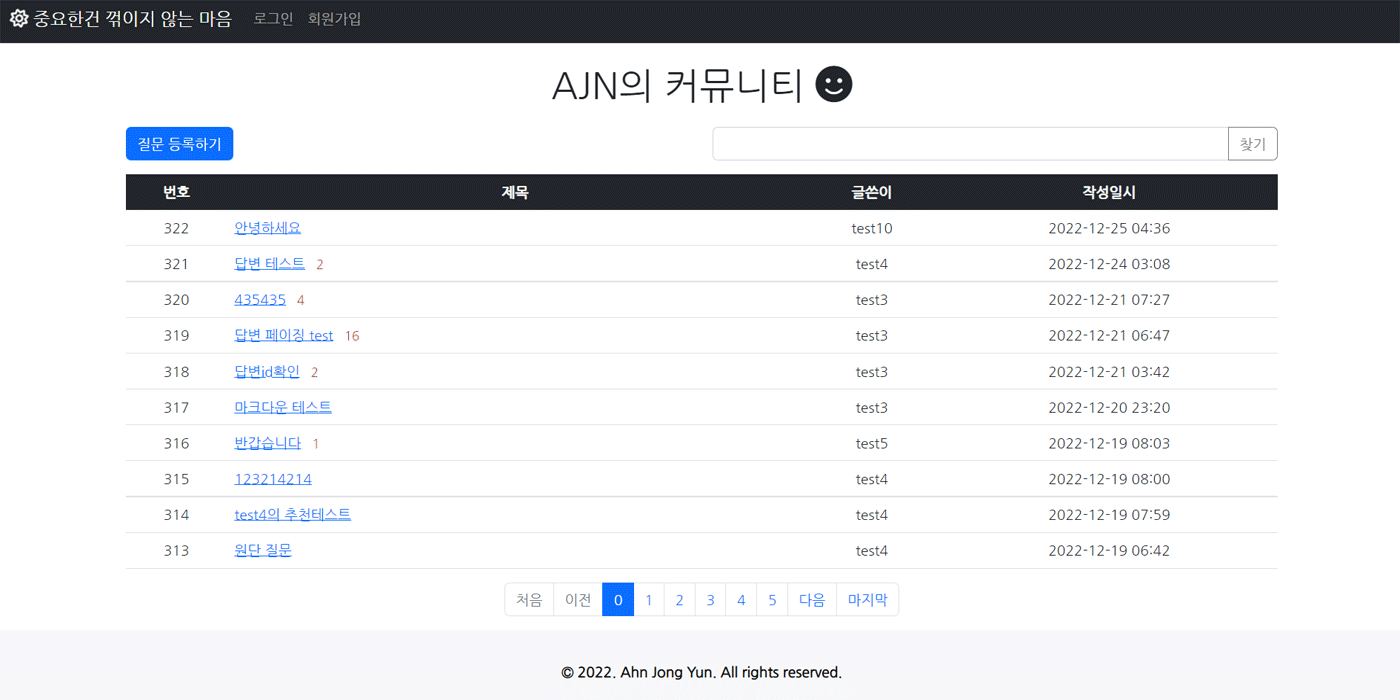 중요한건 꺾이지 않는 마음 로그인 회원가입
AJN의 커뮤니티
질문 등록하기 찾기
번호 제목 글쓴이 작성일시
322 안녕하세요 test10 2022-12-25 04:36
321 답변 테스트 2 test4 2022-12-24 03:08
320 435435 4 test3 2022-12-21 07:27
319 답변 페이징 test 16 test3 2022-12-21 06:47
318 답변id확인 2 test3 2022-12-21 03:42
317 마크다운 테스트 test3 2022-12-20 23:20
316 반갑습니다 1 test5 2022-12-19 08:03
315 123214214 test4 2022-12-19 08:00
314 test4의 추천테스트 test4 2022-12-19 07:59
313 원단 질문 test4 2022-12-19 06:42
처음 이전 0 1 2 3 4 5 다음 마지막
© 2022. Ahn Jong Yun. All rights reserved.